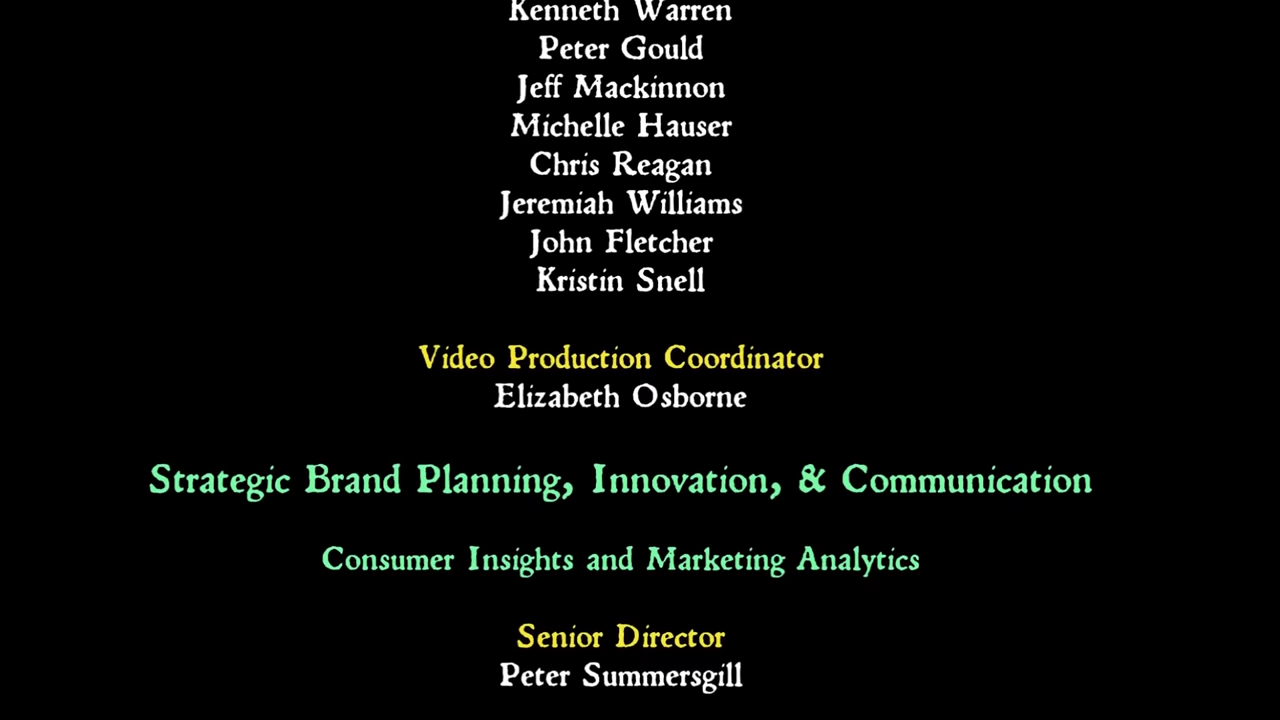 Kenneth Warren
Peter Gould
Jeff Mackinnon
Michelle Hauser
Chris Reagan
Jeremiah Williams
John Fletcher
Kristin Snell
Video Production Coordinator
Elizabeth Osborne
Strategic Brand Planning, Innovation, & Communication
Consumer Insights and Marketing Analytics
Senior Director
Peter Summersgill